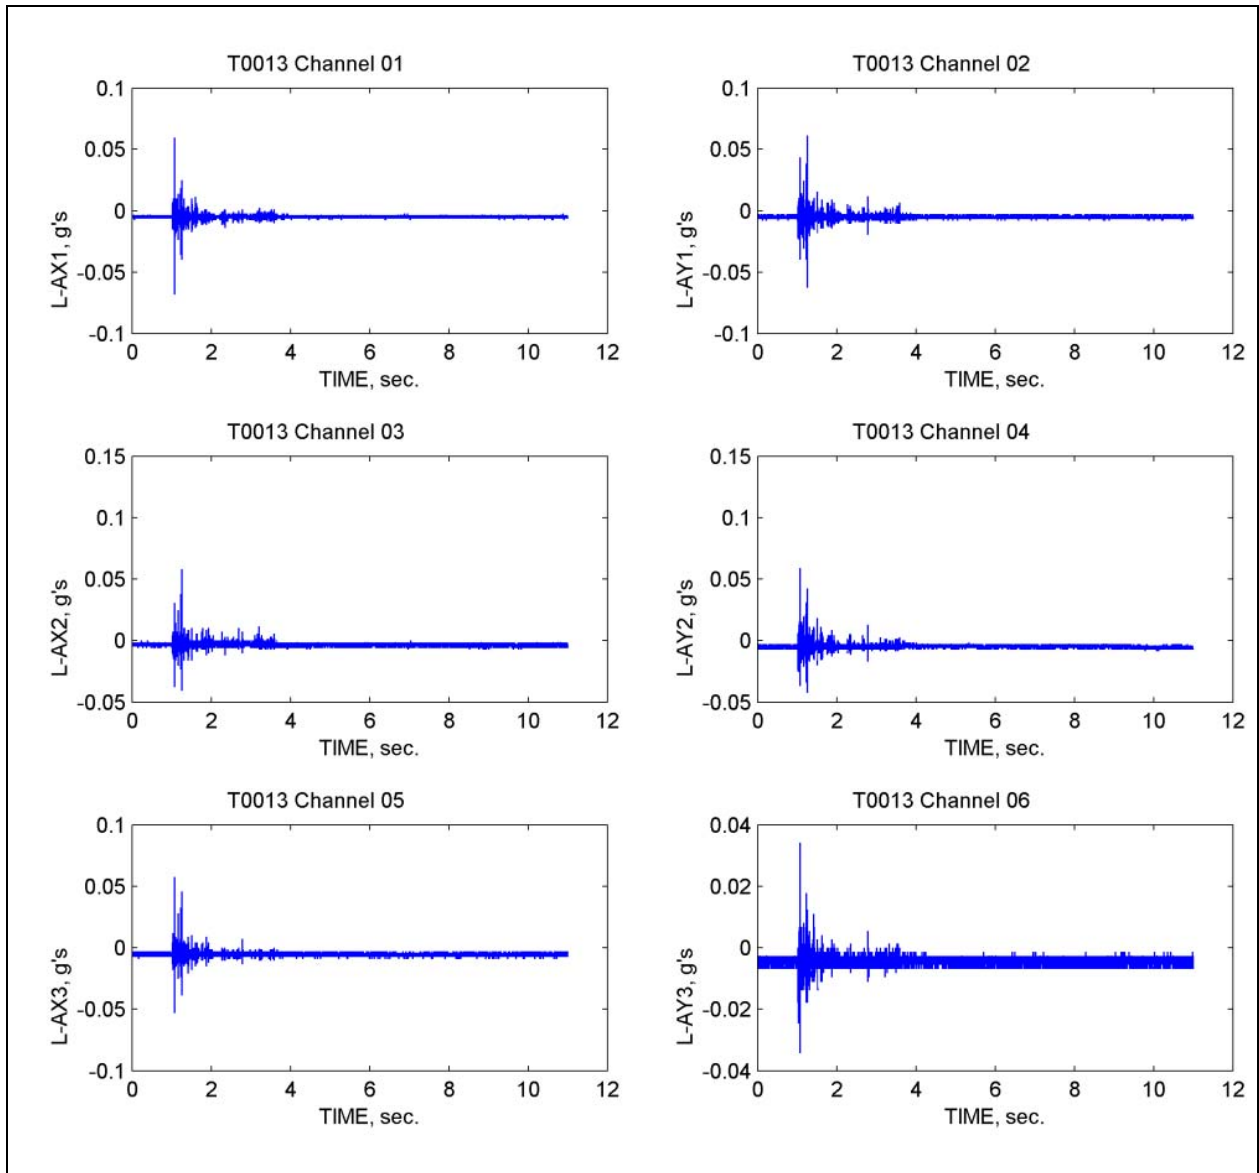 T0013 Channel 01
0.1
0.05
0
-0.05
-0.1
L-AX1, g's
0 2 4 6 8 10 12
TIME, sec.
T0013 Channel 02
0.1
0.05
0
-0.05
-0.1
L-AY1, g's
0 2 4 6 8 10 12
TIME, sec.
T0013 Channel 03
0.15
0.1
0.05
0
-0.05
L-AX2, g's
0 2 4 6 8 10 12
TIME, sec.
T0013 Channel 04
0.15
0.1
0.05
0
-0.05
L-AY2, g's
0 2 4 6 8 10 12
TIME, sec.
T0013 Channel 05
0.1
0.05
0
-0.05
-0.1
L-AX3, g's
0 2 4 6 8 10 12
TIME, sec.
T0013 Channel 06
0.04
0.02
0
-0.02
-0.04
L-AY3, g's
0 2 4 6 8 10 12
TIME, sec.